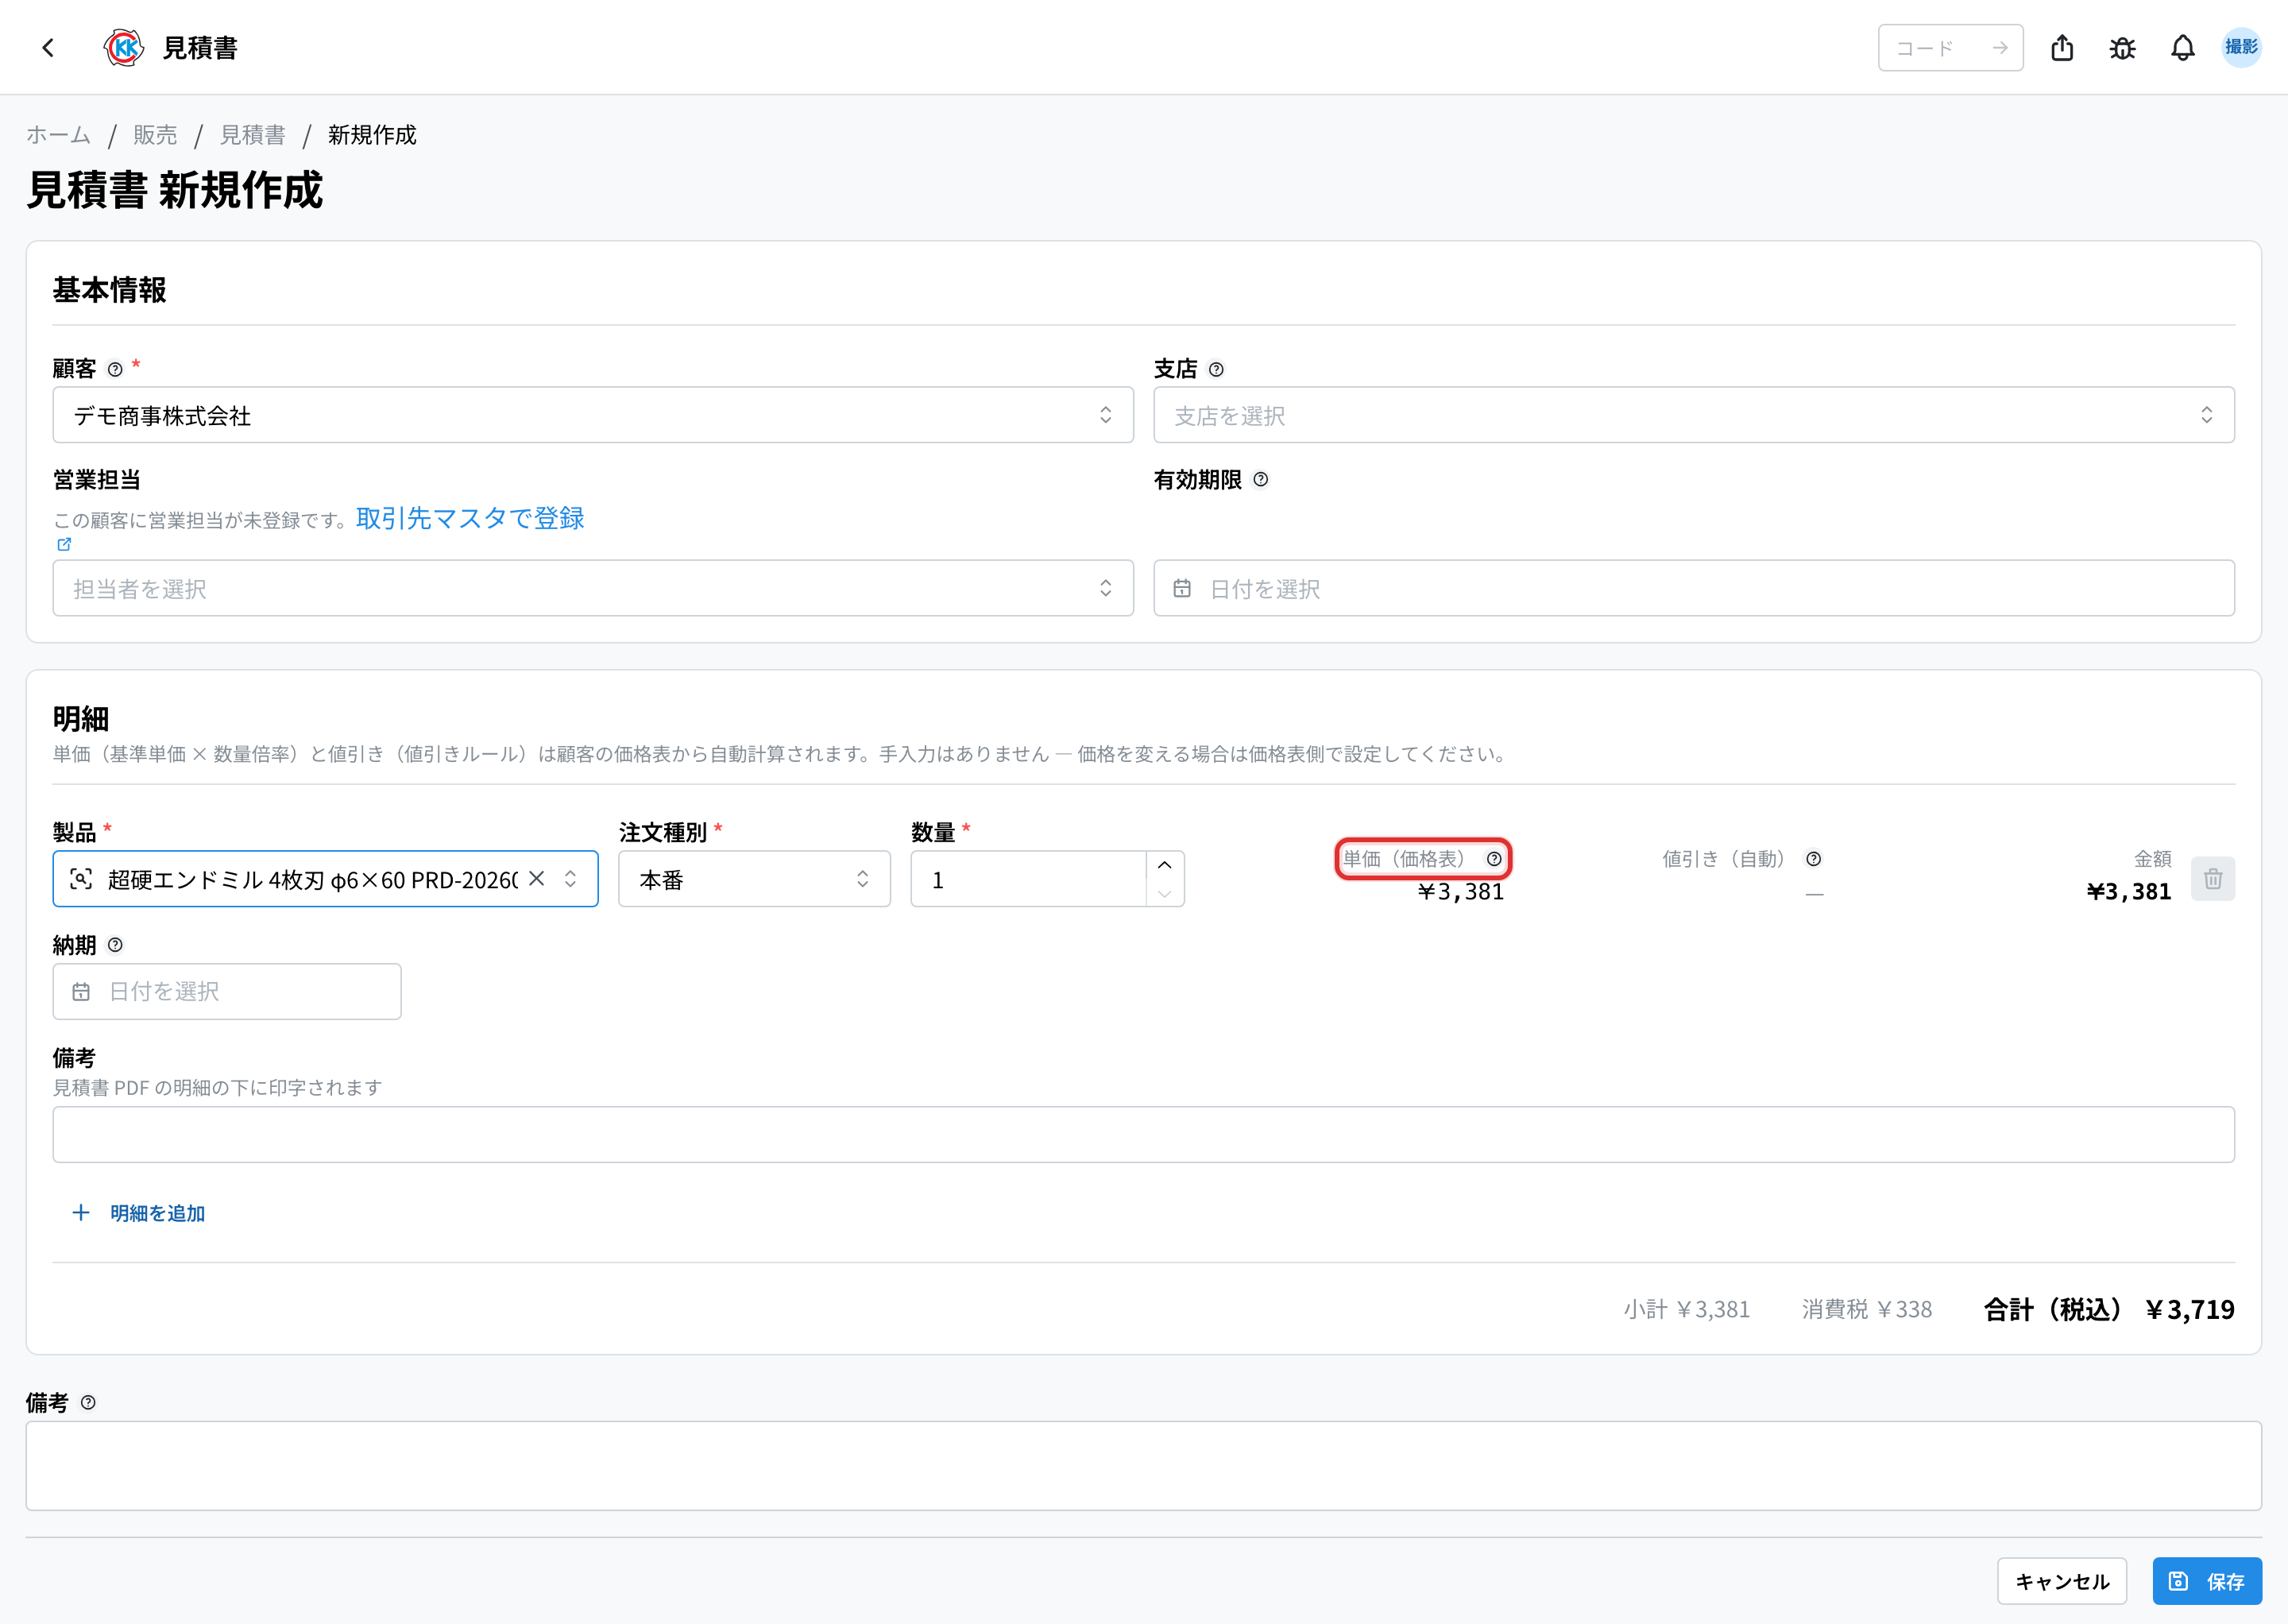 KK 見積書
コード
撮影
ホーム / 販売 / 見積書 / 新規作成
見積書 新規作成
基本情報
顧客 *
デモ商事株式会社
支店
支店を選択
営業担当
この顧客に営業担当が未登録です。取引先マスタで登録
担当者を選択
有効期限
日付を選択
明細
単価（基準単価 × 数量倍率）と値引き（値引きルール）は顧客の価格表から自動計算されます。手入力はありません — 価格を変える場合は価格表側で設定してください。
製品 *
超硬エンドミル 4枚刃 φ6×60 PRD-2026
注文種別 *
本番
数量 *
1
単価（価格表）
¥3,381
値引き（自動）
—
金額
¥3,381
納期
日付を選択
備考
見積書 PDF の明細の下に印字されます
明細を追加
小計 ¥3,381 消費税 ¥338 合計（税込） ¥3,719
備考
キャンセル 保存